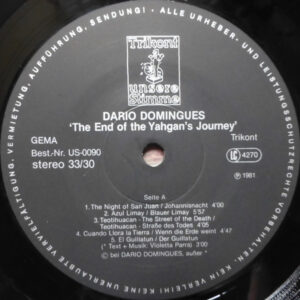 Trikont
unsere
Stimme
DARIO DOMINGUES
'The End of the Yahgan's Journey'
GEMA
Trikont
Best.-Nr. US-0090
LC 4270
stereo 33/30
Ⓟ 1981
Seite A
1. The Night of San Juan / Johannisnacht 4'00
2. Azul Limay / Blauer Limay 5'57
3. Teotihuacan - The Street of the Death /
Teotihuacan - Straße des Todes 4'05
4. Cuando Llora la Tierra / Wenn die Erde weint 3'47
5. El Guillatun / Der Guillatun
(* Text + Musik: Violetta Parra) 4'30
© bei DARIO DOMINGUES, außer *
VERMIETUNG, AUFFÜHRUNG, SENDUNG! · ALLE URHEBER- UND LEISTUNGSSCHUTZRECHTE VORBEHALTEN. KEIN VERLEIH! KEINE UNERLAUBTE VERVIELFÄLTIGUNG,